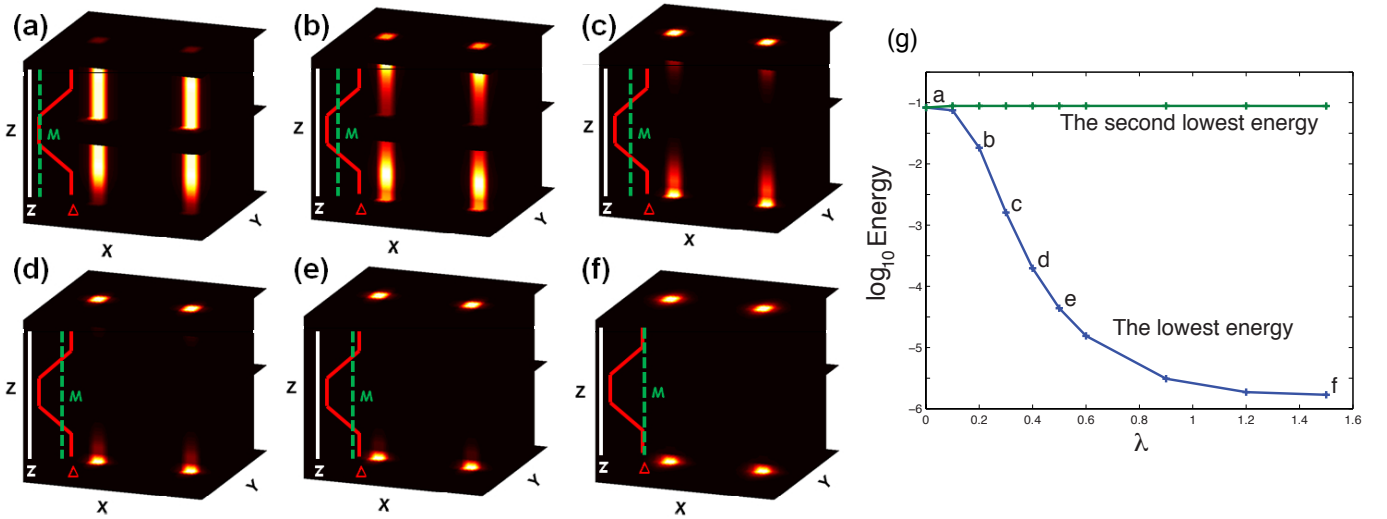 (a)
(b)
(c)
Z
M
Z
Δ
X
Y
Z
M
Z
Δ
X
Y
Z
M
Z
Δ
X
Y
(d)
(e)
(f)
Z
M
Z
Δ
X
Y
Z
M
Z
Δ
X
Y
Z
M
Z
Δ
X
Y
(g)
-1
-2
-3
-4
-5
-6
log10 Energy
a
The second lowest energy
b
c
d
e
The lowest energy
f
0 0.2 0.4 0.6 0.8 1 1.2 1.4 1.6
λ